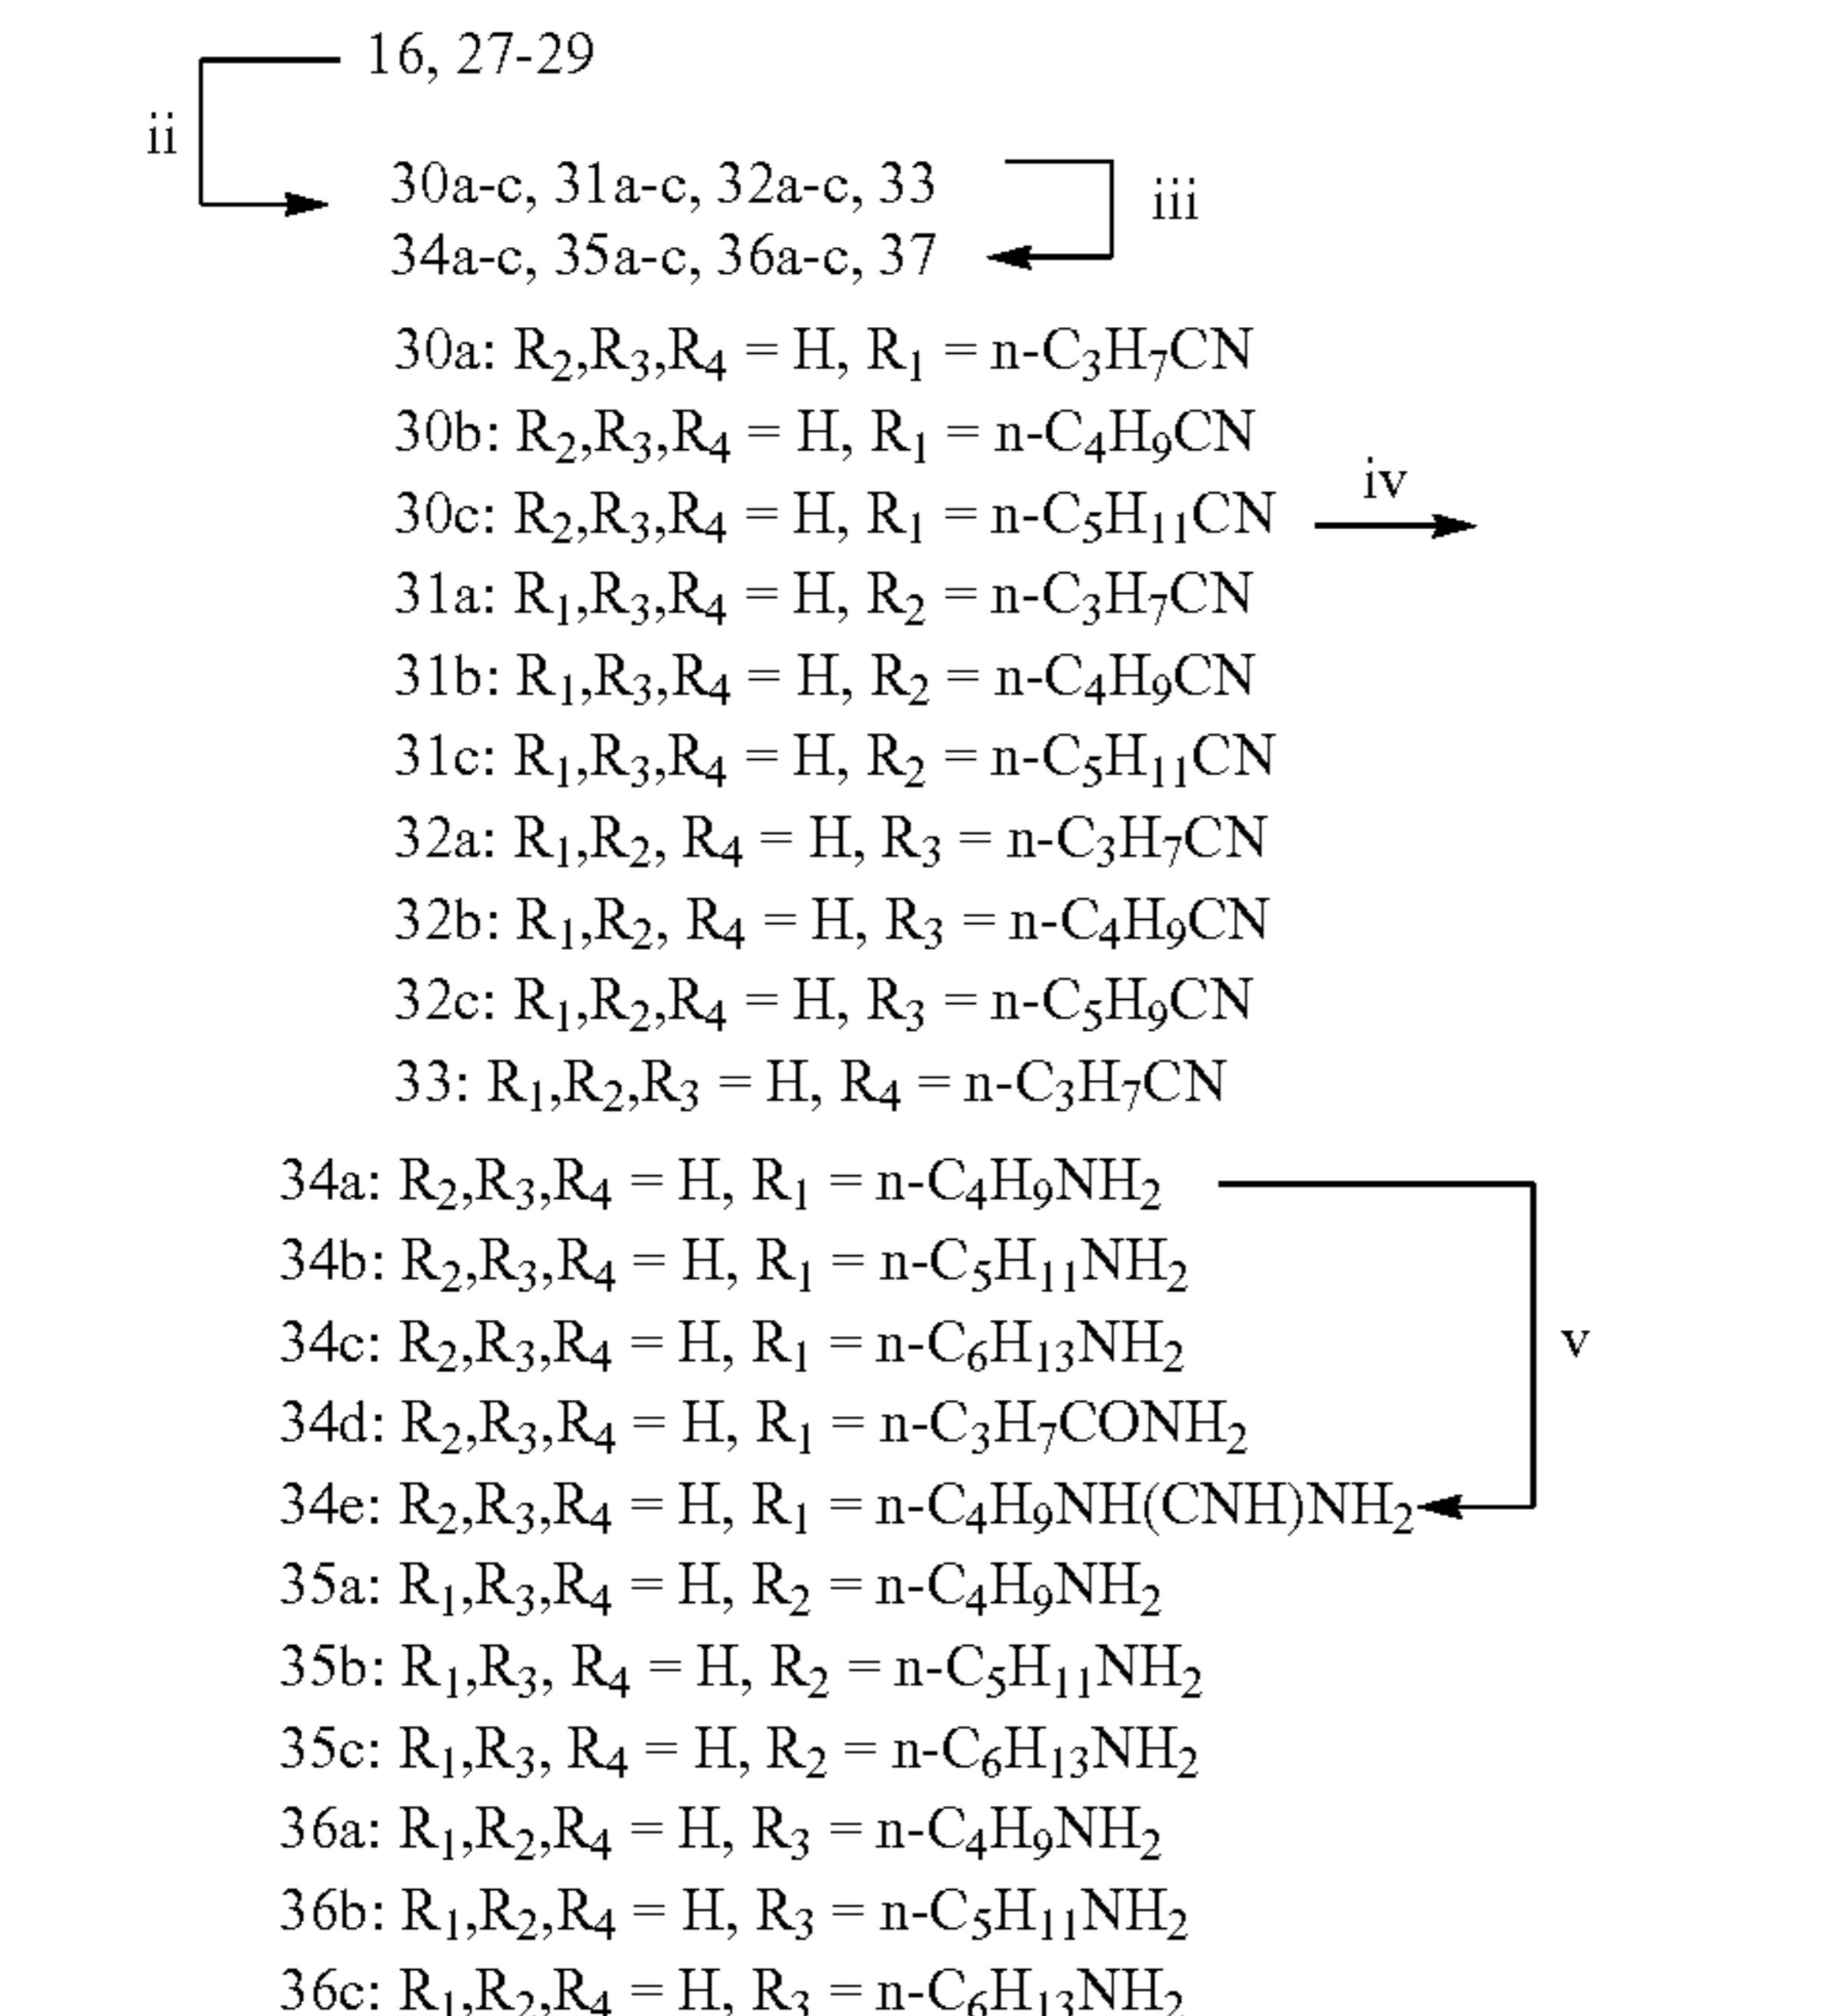 16, 27-29
ii
30a-c, 31a-c, 32a-c, 33
iii
34a-c, 35a-c, 36a-c, 37
30a: R₂,R₃,R₄ = H, R₁ = n-C₃H₇CN
30b: R₂,R₃,R₄ = H, R₁ = n-C₄H₉CN
iv
30c: R₂,R₃,R₄ = H, R₁ = n-C₅H₁₁CN
31a: R₁,R₃,R₄ = H, R₂ = n-C₃H₇CN
31b: R₁,R₃,R₄ = H, R₂ = n-C₄H₉CN
31c: R₁,R₃,R₄ = H, R₂ = n-C₅H₁₁CN
32a: R₁,R₂, R₄ = H, R₃ = n-C₃H₇CN
32b: R₁,R₂, R₄ = H, R₃ = n-C₄H₉CN
32c: R₁,R₂,R₄ = H, R₃ = n-C₅H₉CN
33: R₁,R₂,R₃ = H, R₄ = n-C₃H₇CN
34a: R₂,R₃,R₄ = H, R₁ = n-C₄H₉NH₂
34b: R₂,R₃,R₄ = H, R₁ = n-C₅H₁₁NH₂
34c: R₂,R₃,R₄ = H, R₁ = n-C₆H₁₃NH₂
v
34d: R₂,R₃,R₄ = H, R₁ = n-C₃H₇CONH₂
34e: R₂,R₃,R₄ = H, R₁ = n-C₄H₉NH(CNH)NH₂
35a: R₁,R₃,R₄ = H, R₂ = n-C₄H₉NH₂
35b: R₁,R₃, R₄ = H, R₂ = n-C₅H₁₁NH₂
35c: R₁,R₃, R₄ = H, R₂ = n-C₆H₁₃NH₂
36a: R₁,R₂,R₄ = H, R₃ = n-C₄H₉NH₂
36b: R₁,R₂,R₄ = H, R₃ = n-C₅H₁₁NH₂
36c: R₁,R₂,R₄ = H, R₃ = n-C₆H₁₃NH₂